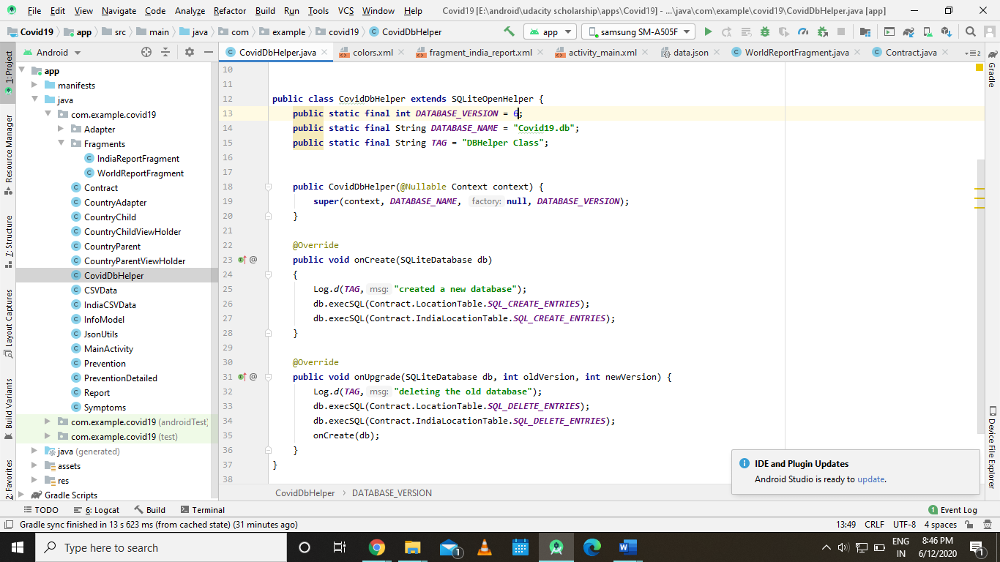 File Edit View Navigate Code Analyze Refactor Build Run Tools VCS Window Help Covid19 [E:\android\udacity scholarship\apps\Covid19] - ...\java\com\example\covid19\CovidDbHelper.java [app]
Covid19 app src main java com example covid19 CovidDbHelper app samsung SM-A505F
Android CovidDbHelper.java colors.xml fragment_india_report.xml activity_main.xml data.json WorldReportFragment.java Contract.java 2
1: Project
Resource Manager
7: Structure
Layout Captures
Build Variants
2: Favorites
app
manifests
java
com.example.covid19
Adapter
Fragments
IndiaReportFragment
WorldReportFragment
Contract
CountryAdapter
CountryChild
CountryChildViewHolder
CountryParent
CountryParentViewHolder
CovidDbHelper
CSVData
IndiaCSVData
InfoModel
JsonUtils
MainActivity
Prevention
PreventionDetailed
Report
Symptoms
com.example.covid19 (androidTest)
com.example.covid19 (test)
java (generated)
assets
res
Gradle Scripts
10
11
12 public class CovidDbHelper extends SQLiteOpenHelper {
13 public static final int DATABASE_VERSION = 6;
14 public static final String DATABASE_NAME = "Covid19.db";
15 public static final String TAG = "DBHelper Class";
16
17
18 public CovidDbHelper(@Nullable Context context) {
19 super(context, DATABASE_NAME, factory: null, DATABASE_VERSION);
20 }
21
22 @Override
23 @ public void onCreate(SQLiteDatabase db)
24 {
25 Log.d(TAG, msg: "created a new database");
26 db.execSQL(Contract.LocationTable.SQL_CREATE_ENTRIES);
27 db.execSQL(Contract.IndiaLocationTable.SQL_CREATE_ENTRIES);
28 }
29
30 @Override
31 @ public void onUpgrade(SQLiteDatabase db, int oldVersion, int newVersion) {
32 Log.d(TAG, msg: "deleting the old database");
33 db.execSQL(Contract.LocationTable.SQL_DELETE_ENTRIES);
34 db.execSQL(Contract.IndiaLocationTable.SQL_DELETE_ENTRIES);
35 onCreate(db);
36 }
37 }
38
CovidDbHelper › DATABASE_VERSION
Gradle
Device File Explorer
IDE and Plugin Updates
Android Studio is ready to update.
TODO 6: Logcat Build Terminal 1 Event Log
Gradle sync finished in 13 s 623 ms (from cached state) (31 minutes ago) 13:49 CRLF UTF-8 4 spaces
Type here to search 1 ENG 8:46 PM
IN 6/12/2020 1